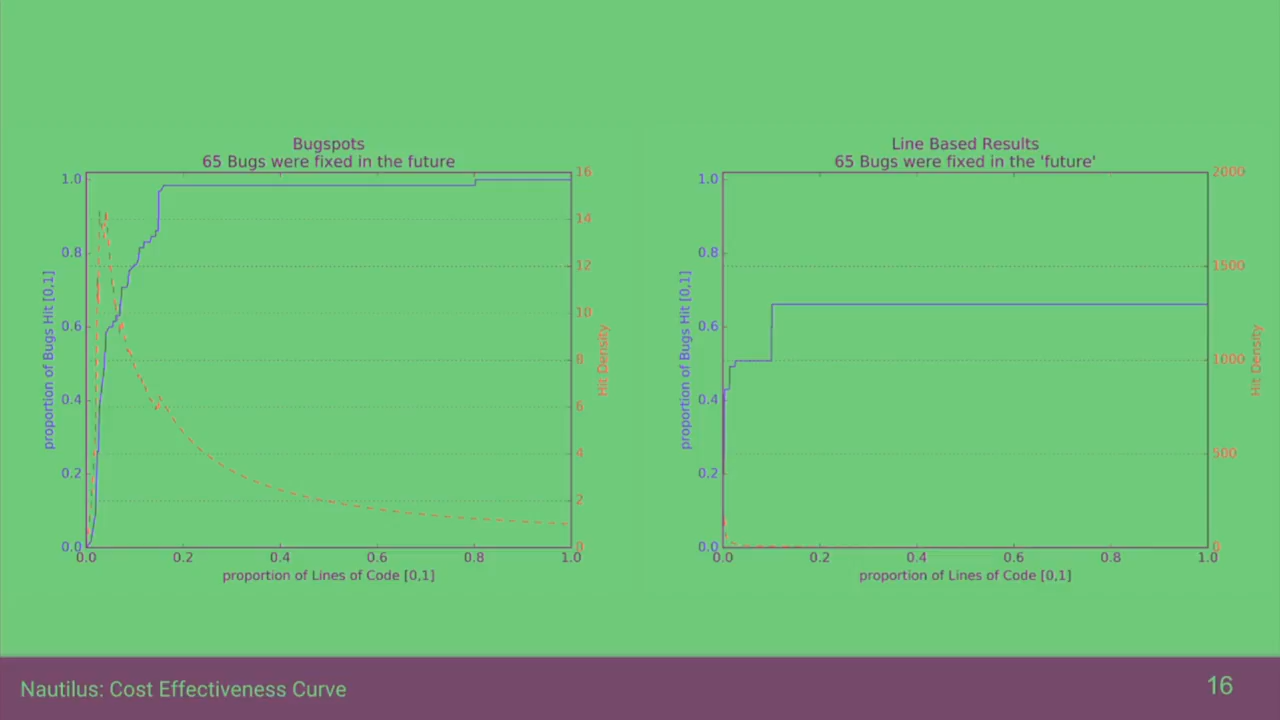 Bugspots
65 Bugs were fixed in the future
1.0
0.8
0.6
0.4
0.2
0.0
proportion of Bugs Hit [0,1]
16
14
12
10
8
6
4
2
0
Hit Density
0.0 0.2 0.4 0.6 0.8 1.0
proportion of Lines of Code [0,1]
Line Based Results
65 Bugs were fixed in the 'future'
1.0
0.8
0.6
0.4
0.2
0.0
proportion of Bugs Hit [0,1]
2000
1500
1000
500
0
Hit Density
0.0 0.2 0.4 0.6 0.8 1.0
proportion of Lines of Code [0,1]
Nautilus: Cost Effectiveness Curve
16